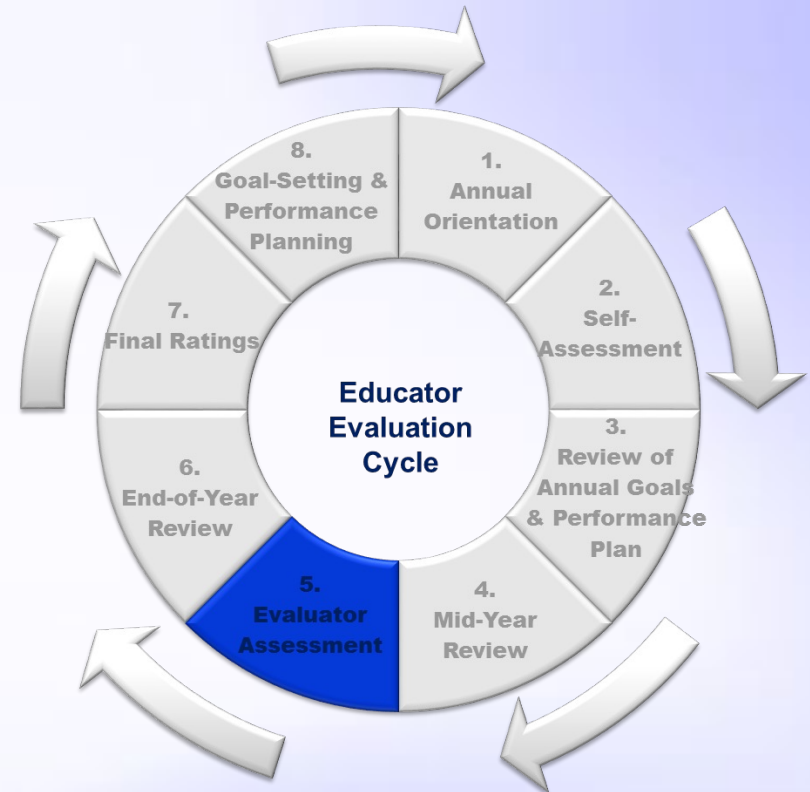 Educator
Evaluation
Cycle
1.
Annual
Orientation
2.
Self-
Assessment
3.
Review of
Annual Goals
& Performance
Plan
4.
Mid-Year
Review
5.
Evaluator
Assessment
6.
End-of-Year
Review
7.
Final Ratings
8.
Goal-Setting &
Performance
Planning